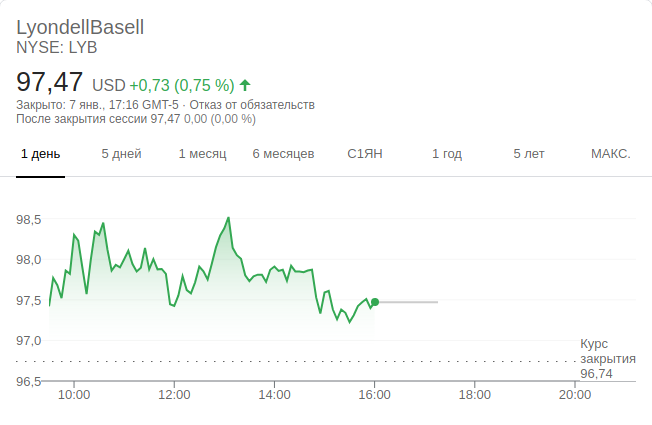 LyondellBasell
NYSE: LYB
97,47 USD +0,73 (0,75 %)
Закрыто: 7 янв., 17:16 GMT-5 · Отказ от обязательств
После закрытия сессии 97,47 0,00 (0,00 %)
1 день 5 дней 1 месяц 6 месяцев С1ЯН 1 год 5 лет МАКС.
98,5
98,0
97,5
97,0
Курс
закрытия
96,74
96,5
10:00 12:00 14:00 16:00 18:00 20:00